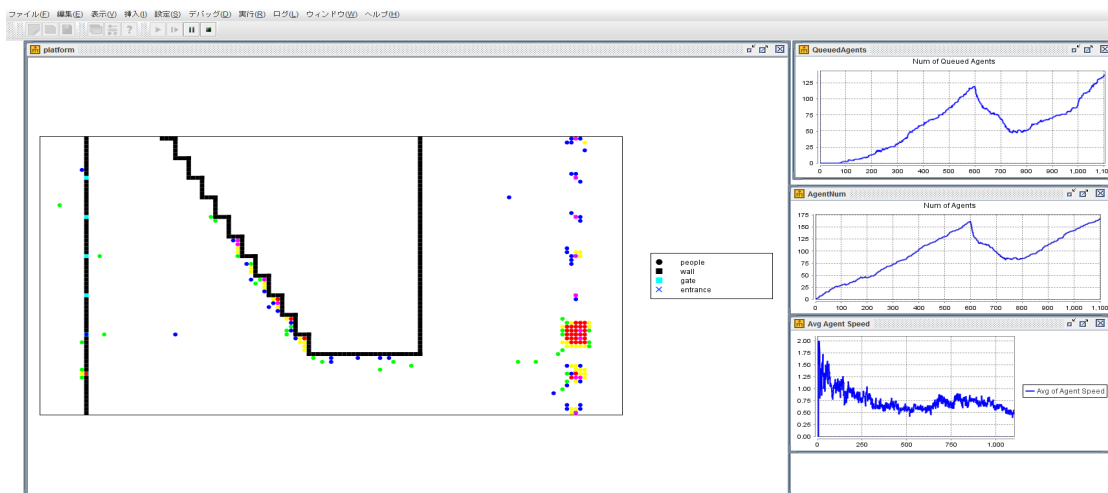 ファイル(F) 編集(E) 表示(V) 挿入(I) 設定(S) デバッグ(D) 実行(R) ログ(L) ウィンドウ(W) ヘルプ(H)
platform
people
wall
gate
entrance
QueuedAgents
Num of Queued Agents
125
100
75
50
25
0
0 100 200 300 400 500 600 700 800 900 1,000 1,100
AgentNum
Num of Agents
175
150
125
100
75
50
25
0
0 100 200 300 400 500 600 700 800 900 1,000 1,100
Avg Agent Speed
2.00
1.75
1.50
1.25
1.00
0.75
0.50
0.25
0.00
0 250 500 750 1.000
Avg of Agent Speed